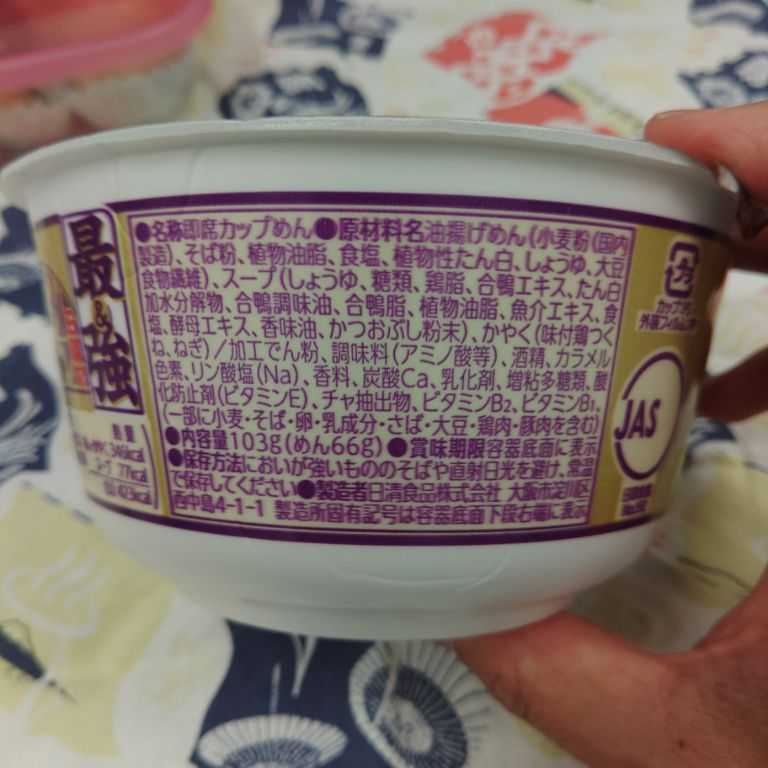 最&強
●名称即席カップめん●原材料名油揚げめん(小麦粉(国内
製造)、そば粉、植物油脂、食塩、植物性たん白、しょうゆ、大豆
食物繊維)、スープ(しょうゆ、糖類、鶏脂、合鴨エキス、たん白
加水分解物、合鴨調味油、合鴨脂、植物油脂、魚介エキス、食
塩、酵母エキス、香味油、かつおぶし粉末)、かやく(味付鶏つく
ね、ねぎ)/加工でん粉、調味料(アミノ酸等)、酒精、カラメル
色素、リン酸塩(Na)、香料、炭酸Ca、乳化剤、増粘多糖類、酸
化防止剤(ビタミンE)、チャ抽出物、ビタミンB2、ビタミンB1、
(一部に小麦・そば・卵・乳成分・さば・大豆・鶏肉・豚肉を含む)
●内容量103g(めん66g)●賞味期限容器底面に表示
●保存方法においが強いもののそばや直射日光を避け、常温
で保存してください●製造者日清食品株式会社 大阪市淀川区
西中島4-1-1 製造所固有記号は容器底面下段右端に表示
346kcal
77kcal
423kcal
プラ
JAS